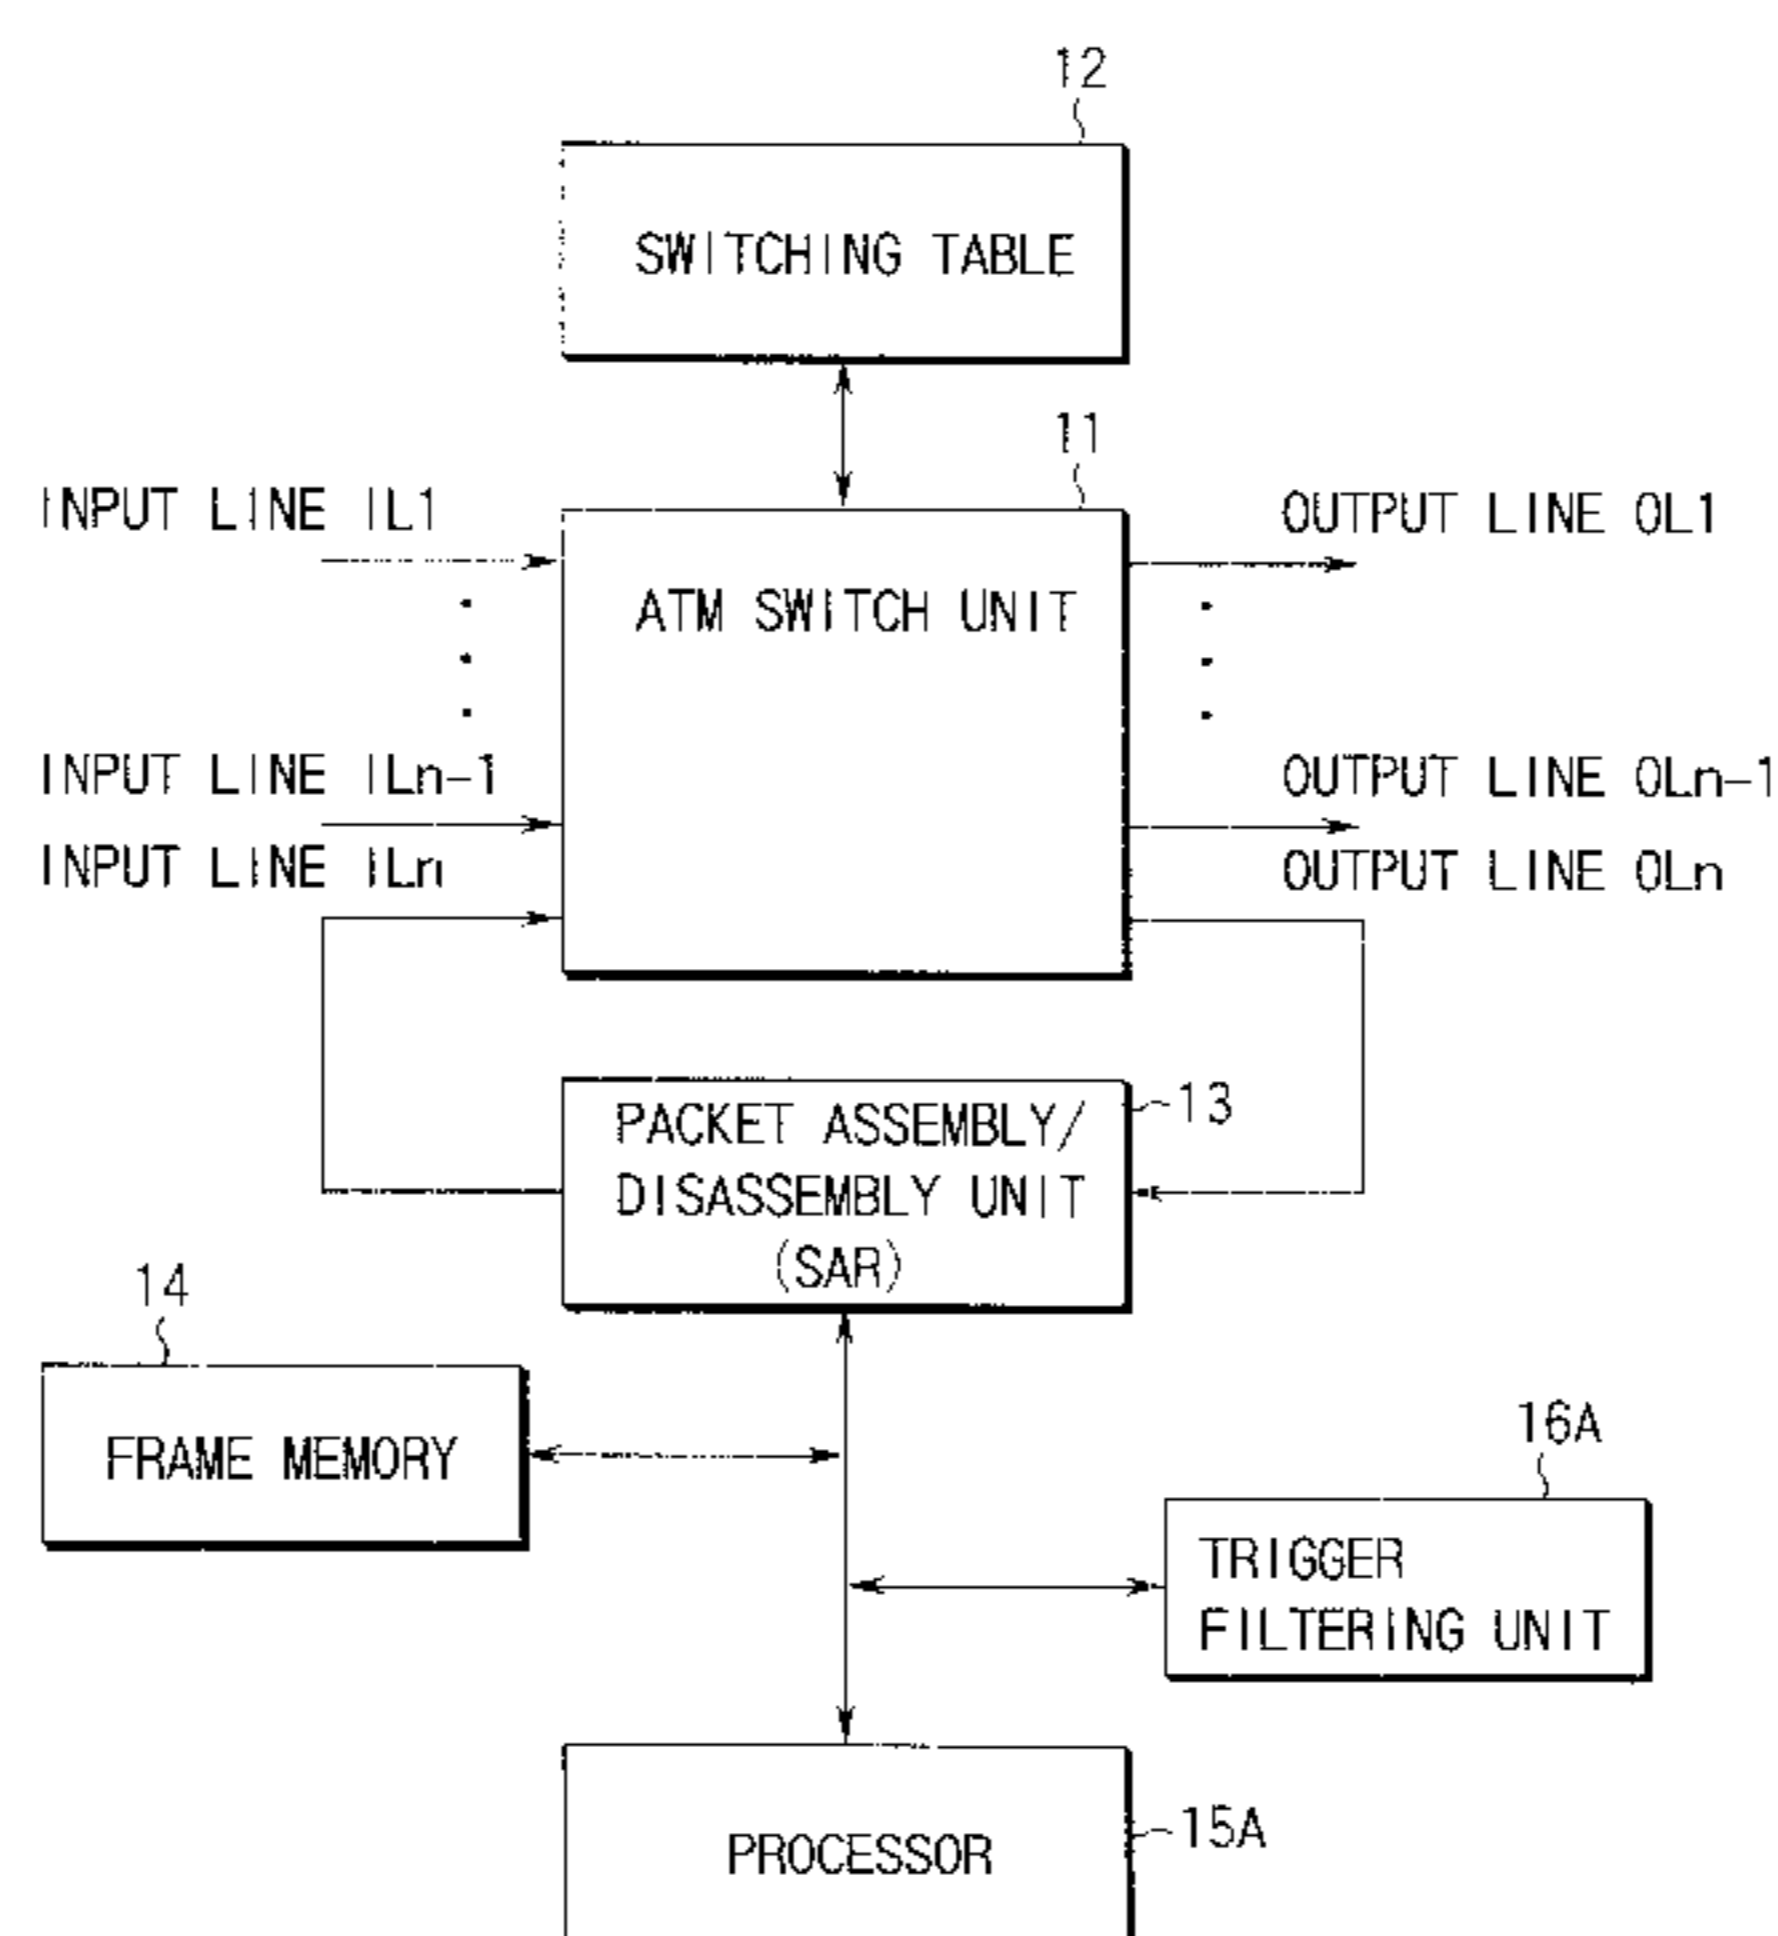 12
SWITCHING TABLE
11
INPUT LINE IL1
OUTPUT LINE OL1
ATM SWITCH UNIT
INPUT LINE ILn-1
OUTPUT LINE OLn-1
INPUT LINE ILn
OUTPUT LINE OLn
13
PACKET ASSEMBLY/
DISASSEMBLY UNIT
(SAR)
14
FRAME MEMORY
16A
TRIGGER
FILTERING UNIT
15A
PROCESSOR